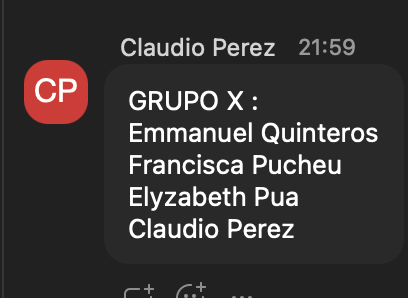 Claudio Perez 21:59
CP
GRUPO X :
Emmanuel Quinteros
Francisca Pucheu
Elyzabeth Pua
Claudio Perez